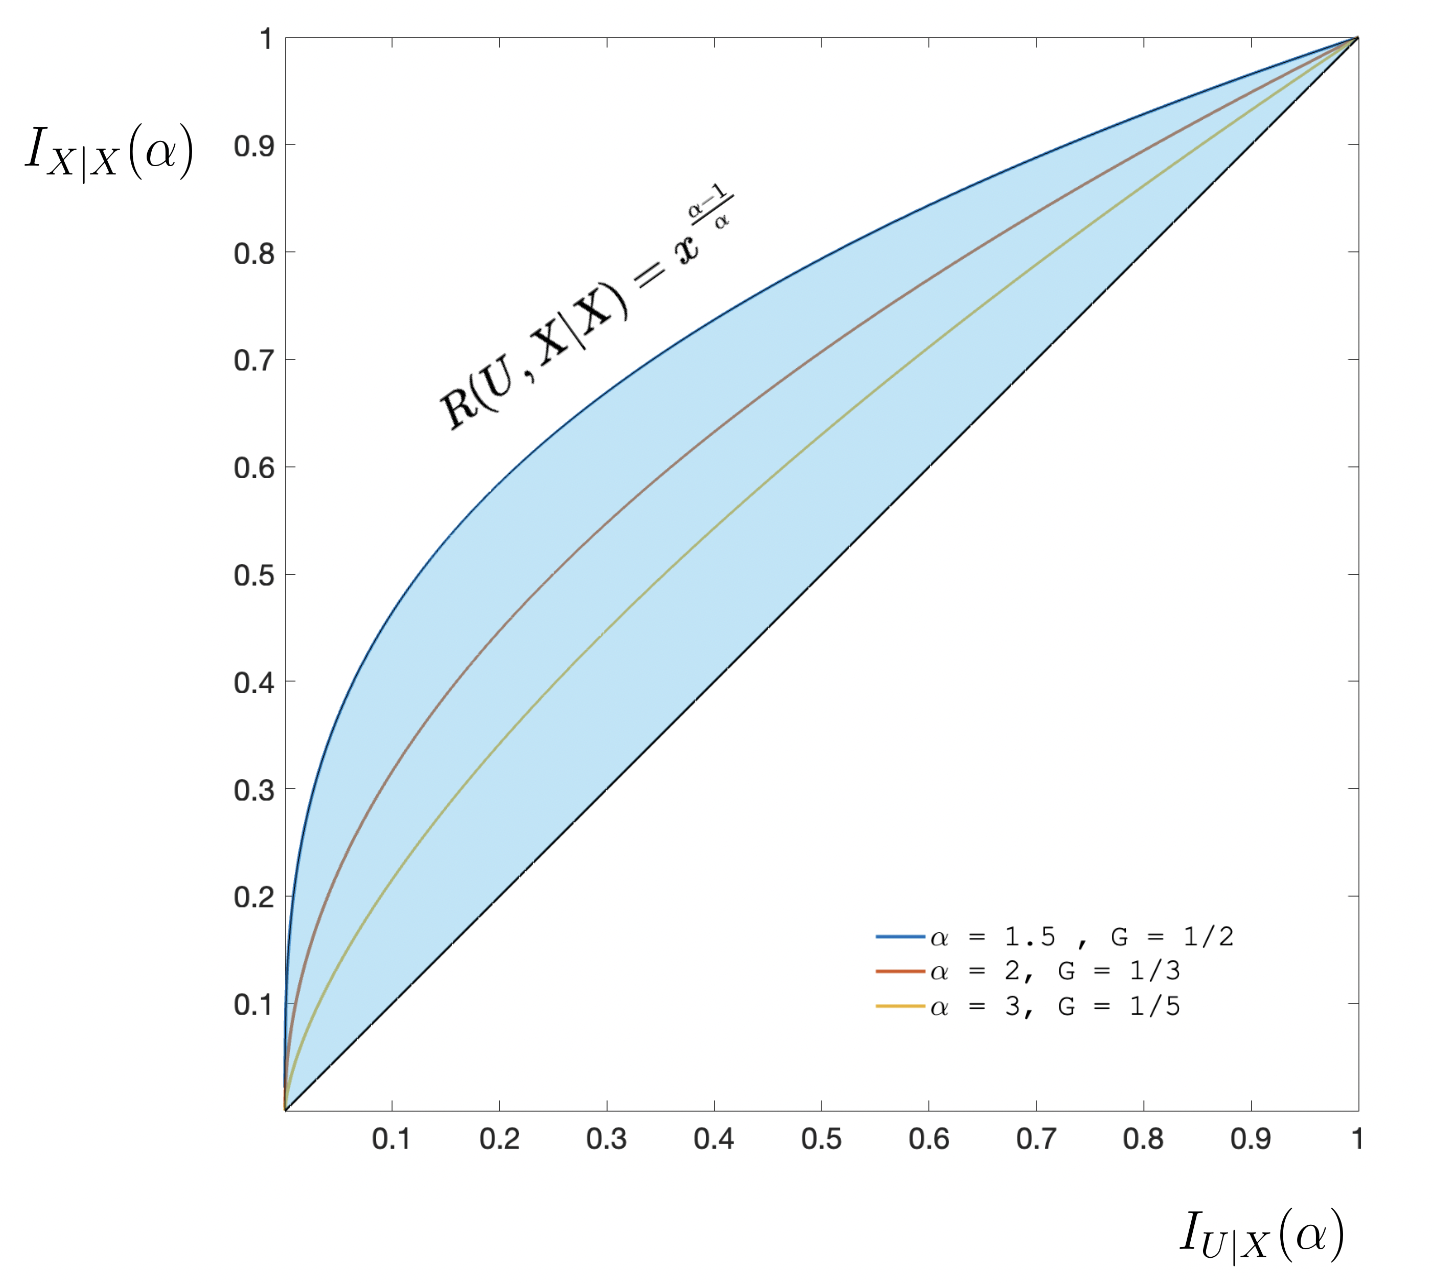 1
I_{X|X}(α)
0.9
R(U, X|X) = x^{\frac{α-1}{α}}
0.8
0.7
0.6
0.5
0.4
0.3
0.2
α = 1.5 , G = 1/2
α = 2, G = 1/3
α = 3, G = 1/5
0.1
0.1 0.2 0.3 0.4 0.5 0.6 0.7 0.8 0.9 1
I_{U|X}(α)